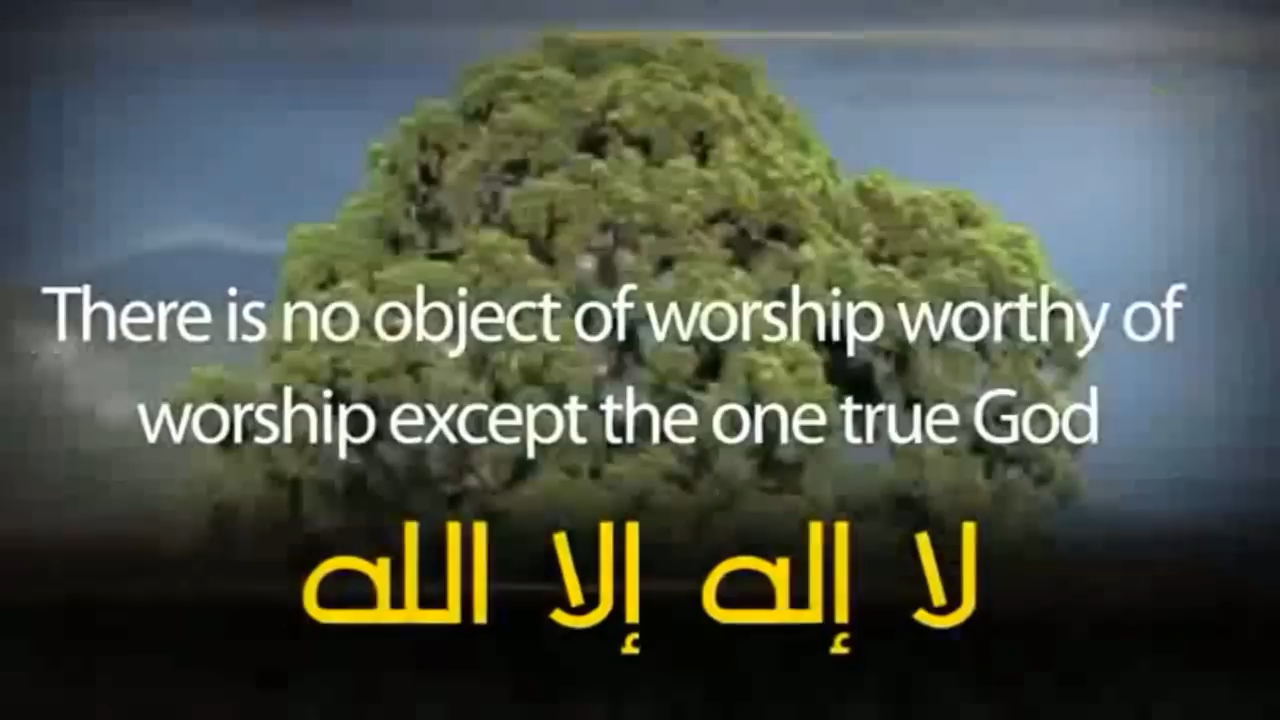 There is no object of worship worthy of
worship except the one true God
لا إله إلا الله